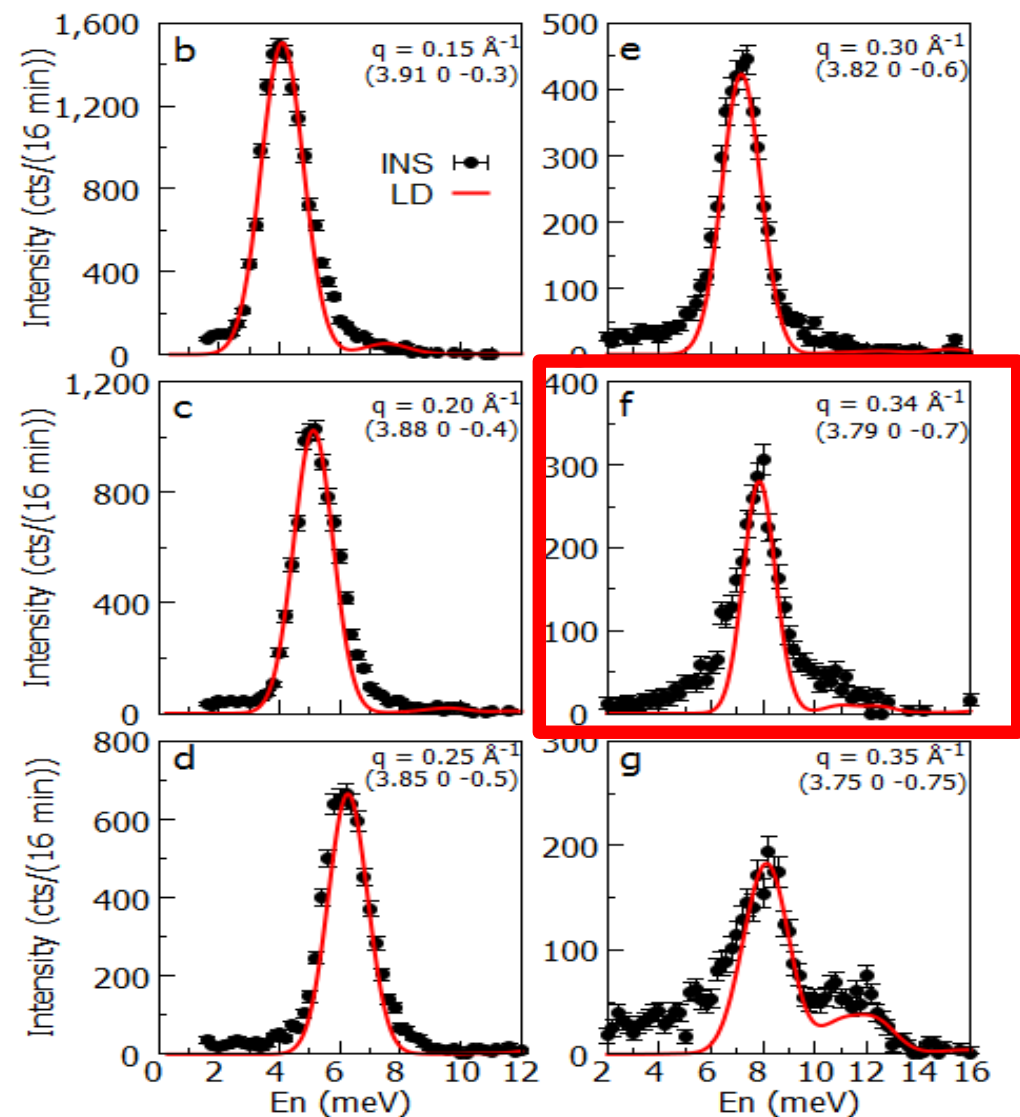 Intensity (cts/(16 min))
1,600
1,200
800
400
0
b
q = 0.15 Å-1
(3.91 0 -0.3)
INS
LD
500
400
300
200
100
0
e
q = 0.30 Å-1
(3.82 0 -0.6)
Intensity (cts/(16 min))
1,200
800
400
0
c
q = 0.20 Å-1
(3.88 0 -0.4)
400
300
200
100
0
f
q = 0.34 Å-1
(3.79 0 -0.7)
Intensity (cts/(16 min))
800
600
400
200
0
d
q = 0.25 Å-1
(3.85 0 -0.5)
0 2 4 6 8 10 12
En (meV)
300
200
100
0
g
q = 0.35 Å-1
(3.75 0 -0.75)
2 4 6 8 10 12 14 16
En (meV)